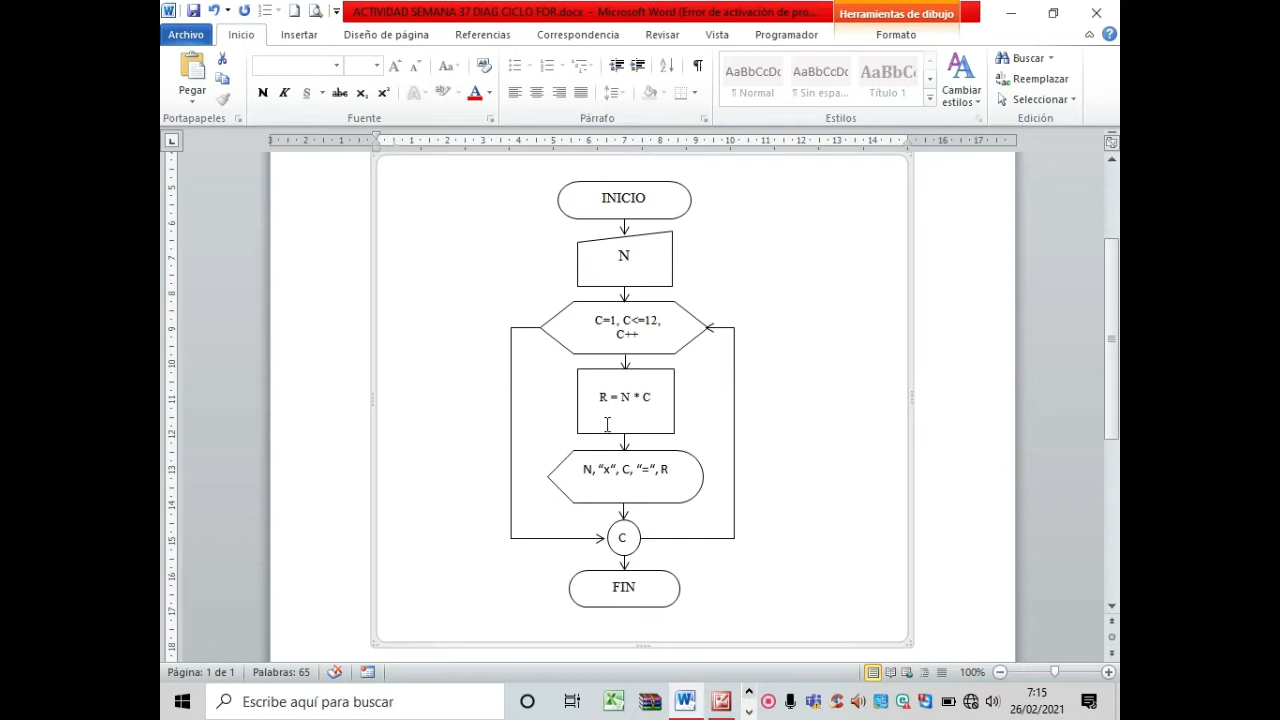 ACTIVIDAD SEMANA 37 DIAG CICLO FOR.docx - Microsoft Word (Error de activación de pro...
Herramientas de dibujo
Archivo Inicio Insertar Diseño de página Referencias Correspondencia Revisar Vista Programador Formato
Pegar
AaBbCcDc AaBbCcDc AaBbC
¶ Normal ¶ Sin espa... Título 1
Cambiar estilos
Buscar
Reemplazar
Seleccionar
Portapapeles Fuente Párrafo Estilos Edición
INICIO
N
C=1, C<=12,
C++
R = N * C
N, “x“, C, “=“, R
C
FIN
Página: 1 de 1 Palabras: 65 100%
Escribe aquí para buscar
7:15
26/02/2021